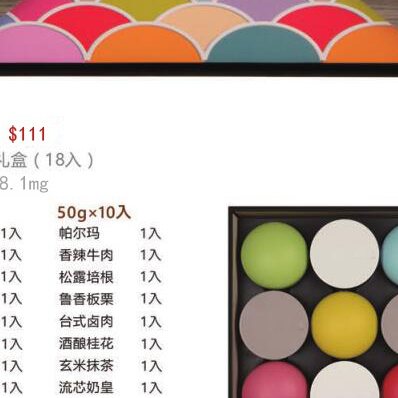 $111
礼盒（18入）
8.1mg
50g×10入
1入 帕尔玛 1入
1入 香辣牛肉 1入
1入 松露培根 1入
1入 鲁香板栗 1入
1入 台式卤肉 1入
1入 酒酿桂花 1入
1入 玄米抹茶 1入
1入 流芯奶皇 1入